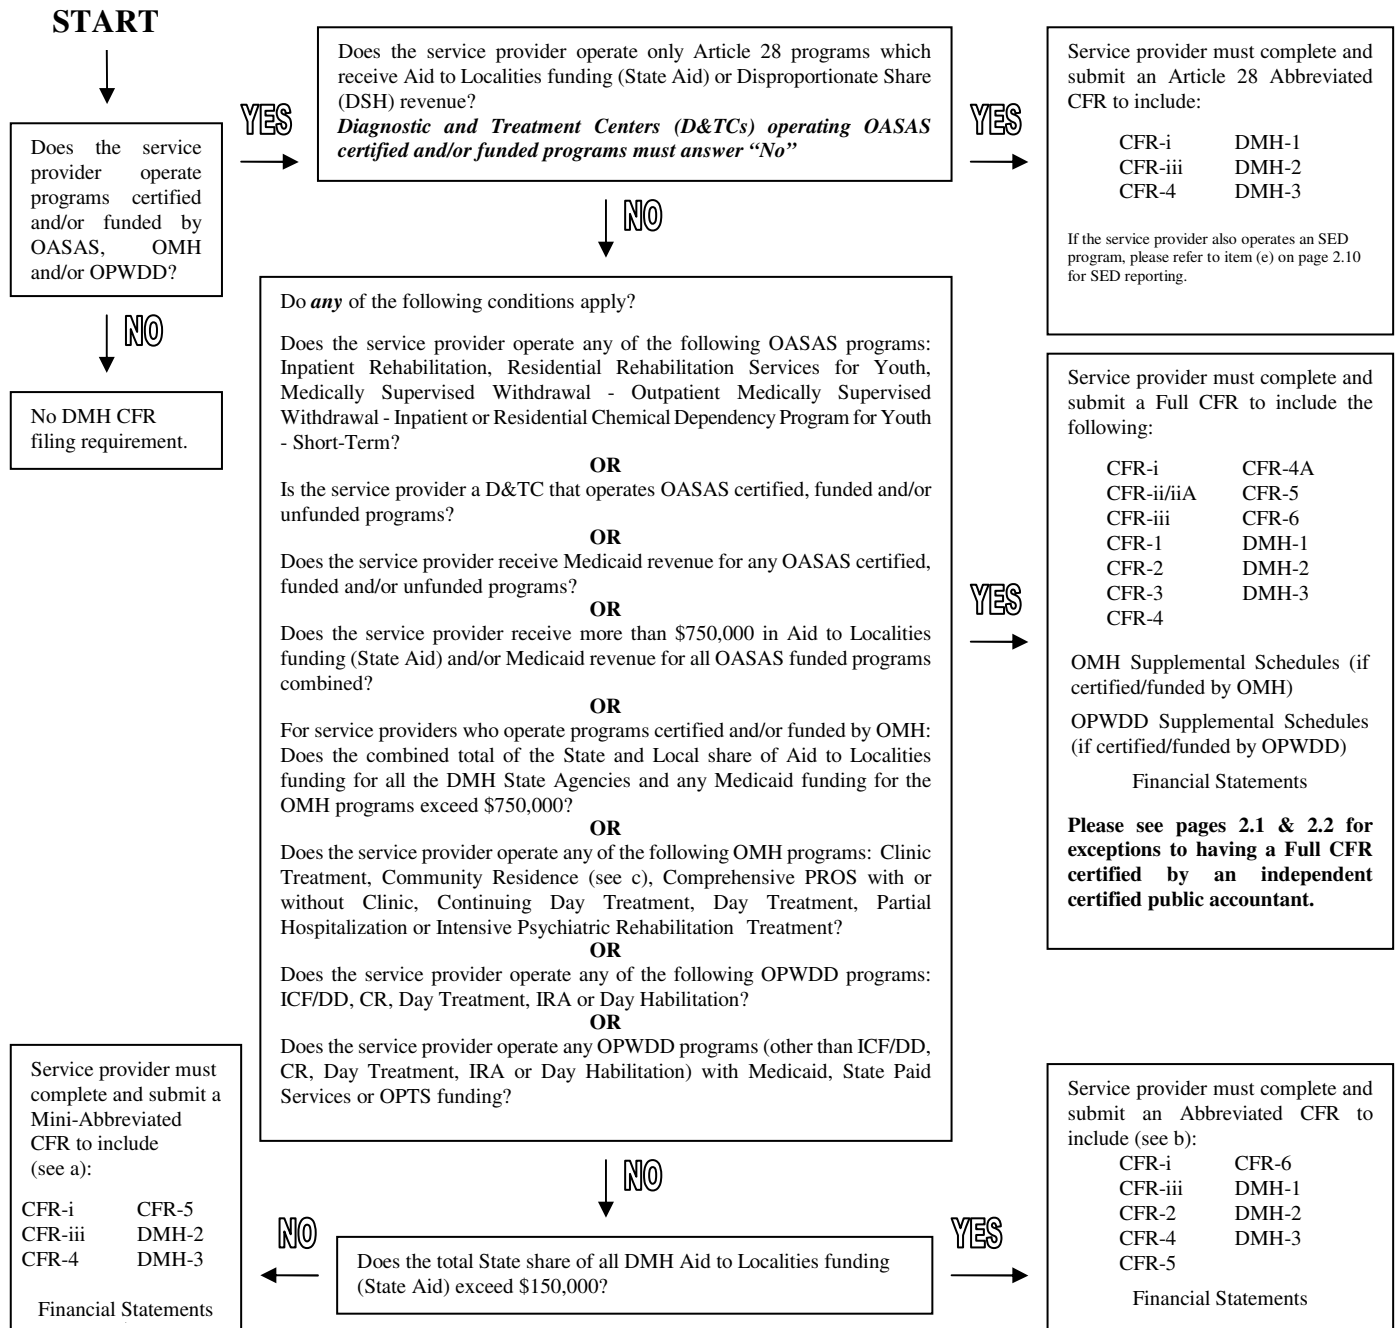 START
Does the service
provider operate
programs certified
and/or funded by
OASAS, OMH
and/or OPWDD?
YES
NO
No DMH CFR
filing requirement.
Does the service provider operate only Article 28 programs which
receive Aid to Localities funding (State Aid) or Disproportionate Share
(DSH) revenue?
Diagnostic and Treatment Centers (D&TCs) operating OASAS
certified and/or funded programs must answer “No”
YES
NO
Service provider must complete and
submit an Article 28 Abbreviated
CFR to include:
CFR-i DMH-1
CFR-iii DMH-2
CFR-4 DMH-3
If the service provider also operates an SED
program, please refer to item (e) on page 2.10
for SED reporting.
Do any of the following conditions apply?
Does the service provider operate any of the following OASAS programs:
Inpatient Rehabilitation, Residential Rehabilitation Services for Youth,
Medically Supervised Withdrawal - Outpatient Medically Supervised
Withdrawal - Inpatient or Residential Chemical Dependency Program for Youth
- Short-Term?
OR
Is the service provider a D&TC that operates OASAS certified, funded and/or
unfunded programs?
OR
Does the service provider receive Medicaid revenue for any OASAS certified,
funded and/or unfunded programs?
OR
Does the service provider receive more than $750,000 in Aid to Localities
funding (State Aid) and/or Medicaid revenue for all OASAS funded programs
combined?
OR
For service providers who operate programs certified and/or funded by OMH:
Does the combined total of the State and Local share of Aid to Localities
funding for all the DMH State Agencies and any Medicaid funding for the
OMH programs exceed $750,000?
OR
Does the service provider operate any of the following OMH programs: Clinic
Treatment, Community Residence (see c), Comprehensive PROS with or
without Clinic, Continuing Day Treatment, Day Treatment, Partial
Hospitalization or Intensive Psychiatric Rehabilitation Treatment?
OR
Does the service provider operate any of the following OPWDD programs:
ICF/DD, CR, Day Treatment, IRA or Day Habilitation?
OR
Does the service provider operate any OPWDD programs (other than ICF/DD,
CR, Day Treatment, IRA or Day Habilitation) with Medicaid, State Paid
Services or OPTS funding?
YES
NO
Service provider must complete and
submit a Full CFR to include the
following:
CFR-i CFR-4A
CFR-ii/iiA CFR-5
CFR-iii CFR-6
CFR-1 DMH-1
CFR-2 DMH-2
CFR-3 DMH-3
CFR-4
OMH Supplemental Schedules (if
certified/funded by OMH)
OPWDD Supplemental Schedules
(if certified/funded by OPWDD)
Financial Statements
Please see pages 2.1 & 2.2 for
exceptions to having a Full CFR
certified by an independent
certified public accountant.
Does the total State share of all DMH Aid to Localities funding
(State Aid) exceed $150,000?
NO
YES
Service provider must
complete and submit a
Mini-Abbreviated
CFR to include
(see a):
CFR-i CFR-5
CFR-iii DMH-2
CFR-4 DMH-3
Financial Statements
Service provider must complete and
submit an Abbreviated CFR to
include (see b):
CFR-i CFR-6
CFR-iii DMH-1
CFR-2 DMH-2
CFR-4 DMH-3
CFR-5
Financial Statements